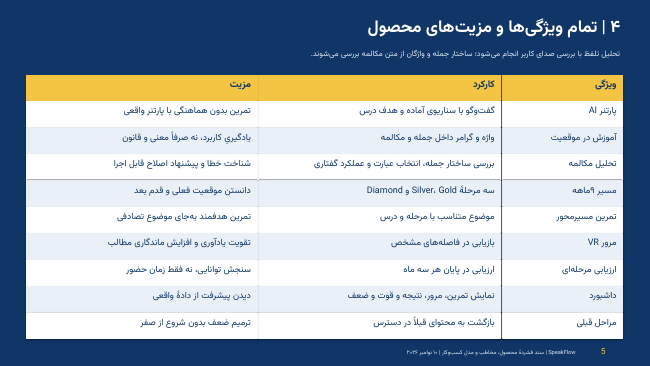 ۴ | تمام ویژگی‌ها و مزیت‌های محصول
تحلیل تلفظ با بررسی صدای کاربر انجام می‌شود؛ ساختار جمله و واژگان از متن مکالمه بررسی می‌شوند.
ویژگی کارکرد مزیت
پارتنر AI گفت‌وگو با سناریوی آماده و هدف درس تمرین بدون هماهنگی با پارتنر واقعی
آموزش در موقعیت واژه و گرامر داخل جمله و مکالمه یادگیریِ کاربرد، نه صرفاً معنی و قانون
تحلیل مکالمه بررسی ساختار جمله، انتخاب عبارت و عملکرد گفتاری شناخت خطا و پیشنهاد اصلاح قابل اجرا
مسیر ۹ماهه سه مرحلهٔ Silver، Gold و Diamond دانستن موقعیت فعلی و قدم بعد
تمرین مسیرمحور موضوع متناسب با مرحله و درس تمرین هدفمند به‌جای موضوع تصادفی
مرور VR بازیابی در فاصله‌های مشخص تقویت یادآوری و افزایش ماندگاری مطالب
ارزیابی مرحله‌ای ارزیابی در پایان هر سه ماه سنجش توانایی، نه فقط زمان حضور
داشبورد نمایش تمرین، مرور، نتیجه و قوت و ضعف دیدن پیشرفت از دادهٔ واقعی
مراحل قبلی بازگشت به محتوای قبلاً در دسترس ترمیم ضعف بدون شروع از صفر
SpeakFlow | سند فشردهٔ محصول، مخاطب و مدل کسب‌وکار | ۱۰ نوامبر ۲۰۲۶
5